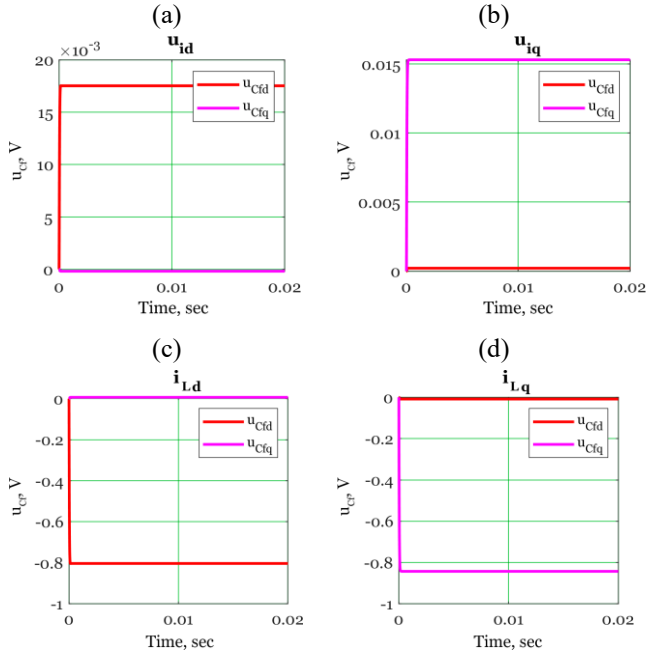 (a)
u_id
20 ×10⁻³
15
10
5
0
0
0.01
0.02
u_Cf, V
Time, sec
u_Cfd
u_Cfq
(b)
u_iq
0.015
0.01
0.005
0
0
0.01
0.02
u_Cf, V
Time, sec
u_Cfd
u_Cfq
(c)
i_Ld
0
-0.2
-0.4
-0.6
-0.8
-1
0
0.01
0.02
u_Cf, V
Time, sec
u_Cfd
u_Cfq
(d)
i_Lq
0
-0.2
-0.4
-0.6
-0.8
-1
0
0.01
0.02
u_Cf, V
Time, sec
u_Cfd
u_Cfq